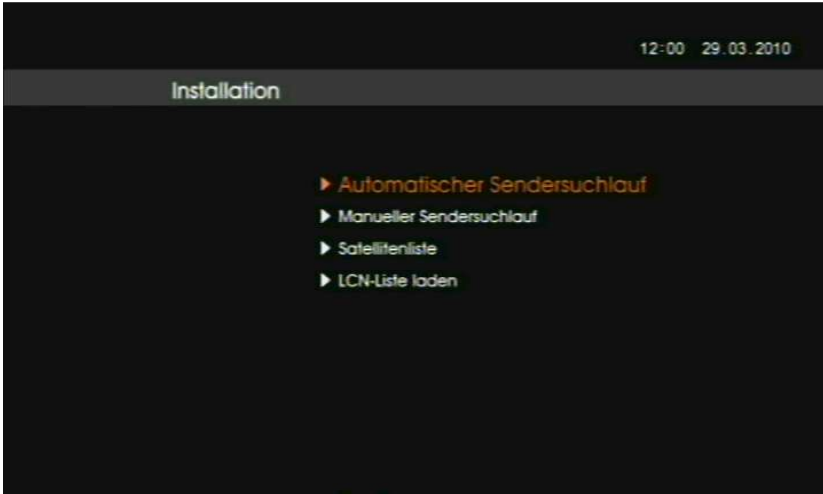 12:00 29.03.2010
Installation
Automatischer Sendersuchlauf
Manueller Sendersuchlauf
Satellitenliste
LCN-Liste laden